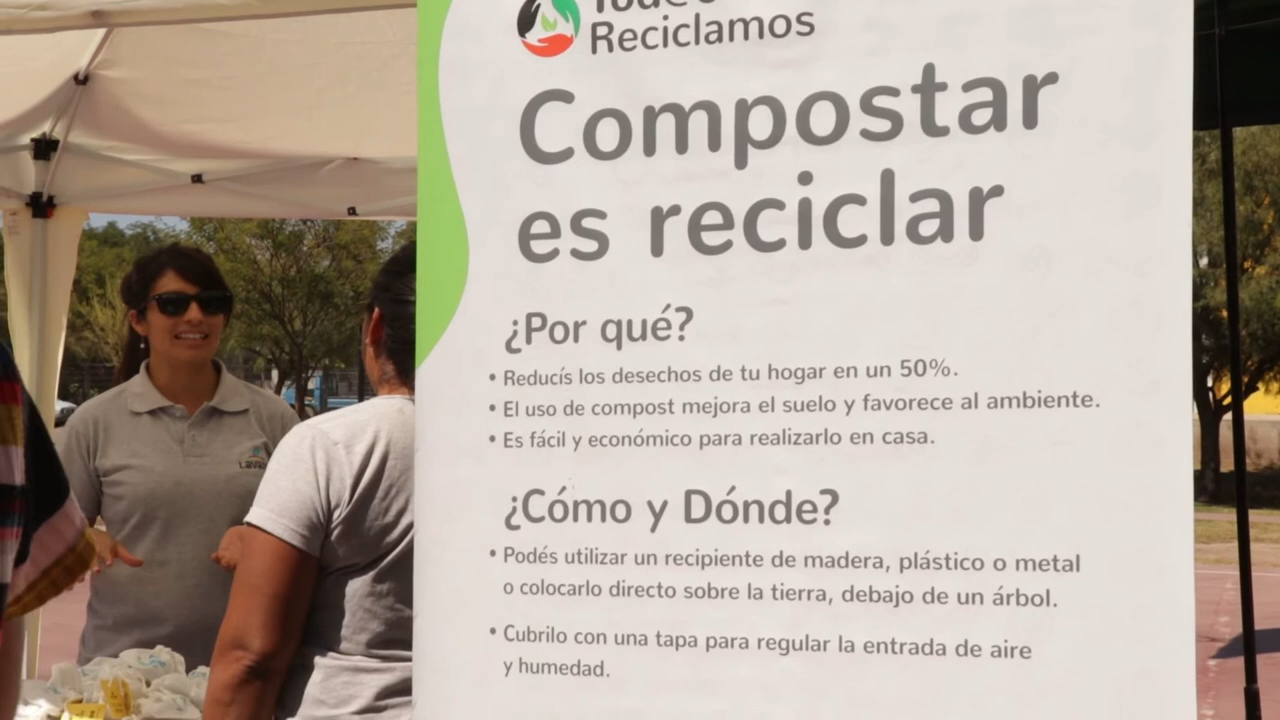 Reciclamos
Compostar
es reciclar
¿Por qué?
• Reducís los desechos de tu hogar en un 50%.
• El uso de compost mejora el suelo y favorece al ambiente.
• Es fácil y económico para realizarlo en casa.
¿Cómo y Dónde?
• Podés utilizar un recipiente de madera, plástico o metal
o colocarlo directo sobre la tierra, debajo de un árbol.
• Cubrilo con una tapa para regular la entrada de aire
y humedad.